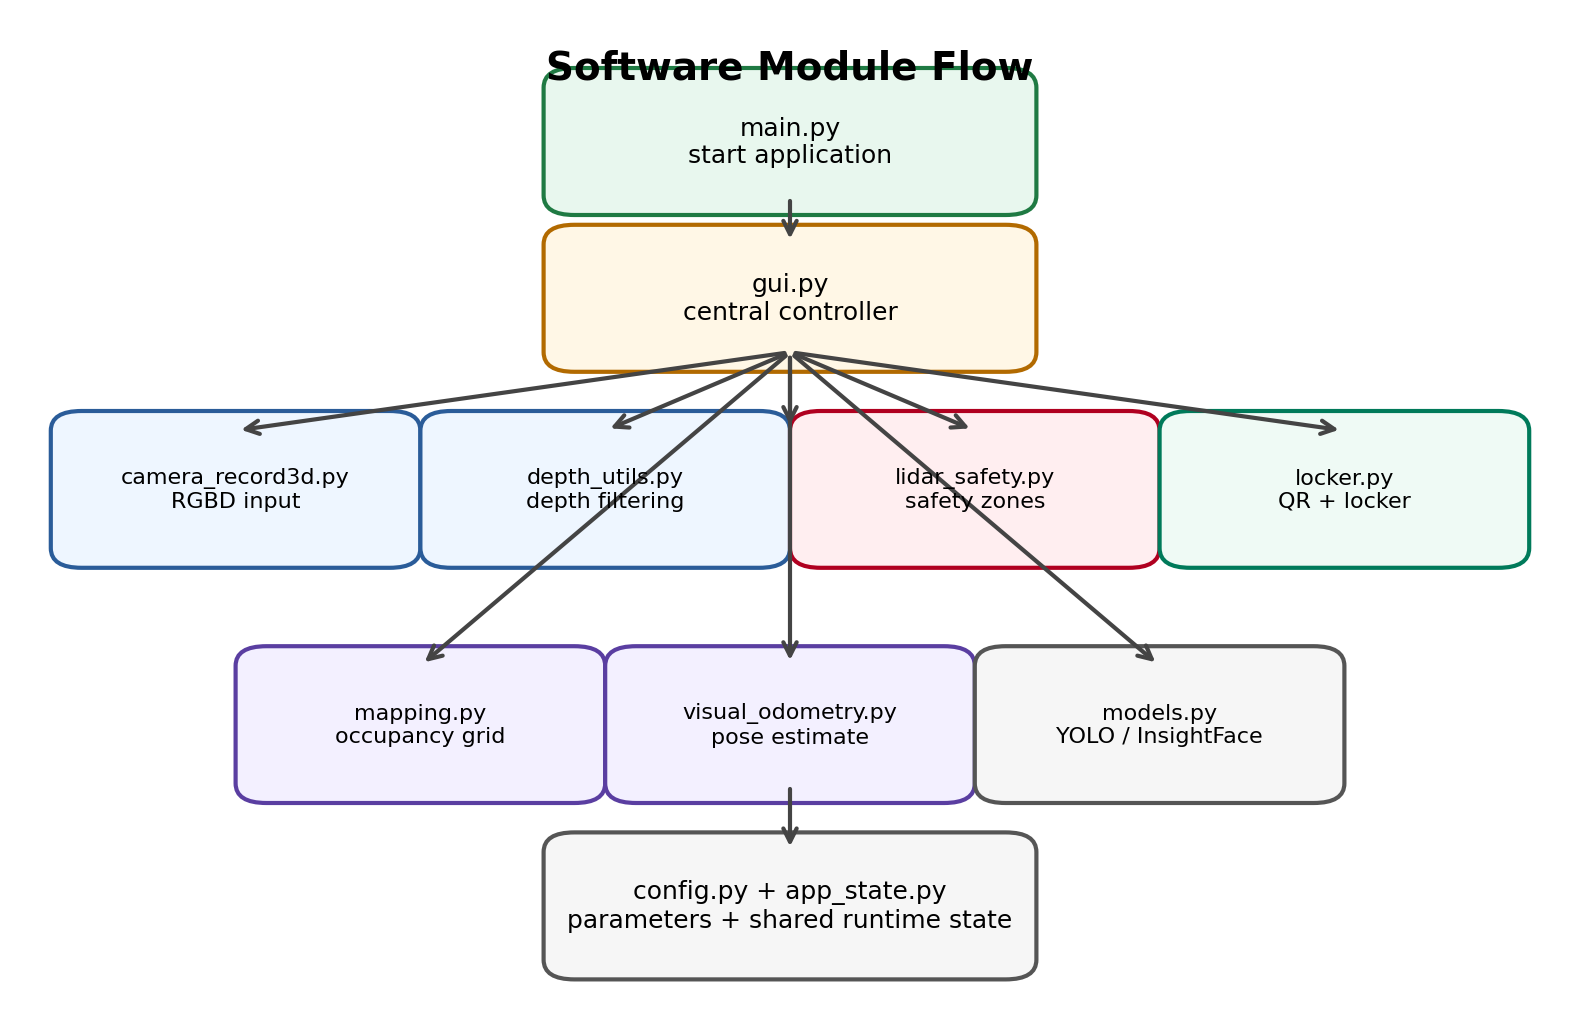 Software Module Flow
main.py
start application
gui.py
central controller
camera_record3d.py
RGBD input
depth_utils.py
depth filtering
lidar_safety.py
safety zones
locker.py
QR + locker
mapping.py
occupancy grid
visual_odometry.py
pose estimate
models.py
YOLO / InsightFace
config.py + app_state.py
parameters + shared runtime state